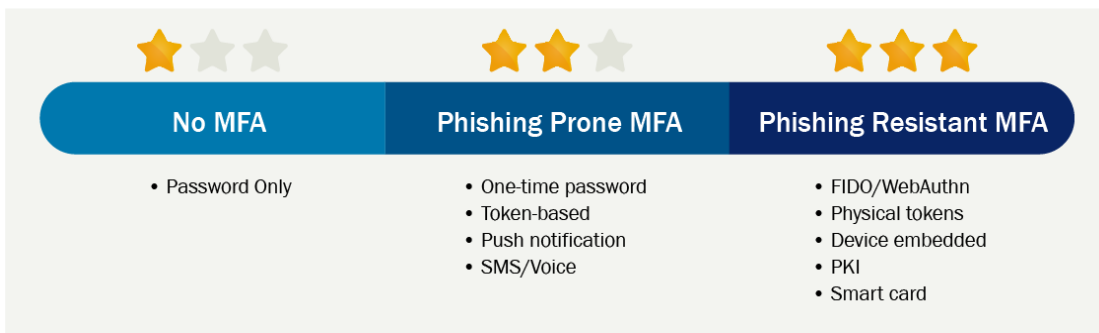 No MFA
Phishing Prone MFA
Phishing Resistant MFA
• Password Only
• One-time password
• Token-based
• Push notification
• SMS/Voice
• FIDO/WebAuthn
• Physical tokens
• Device embedded
• PKI
• Smart card